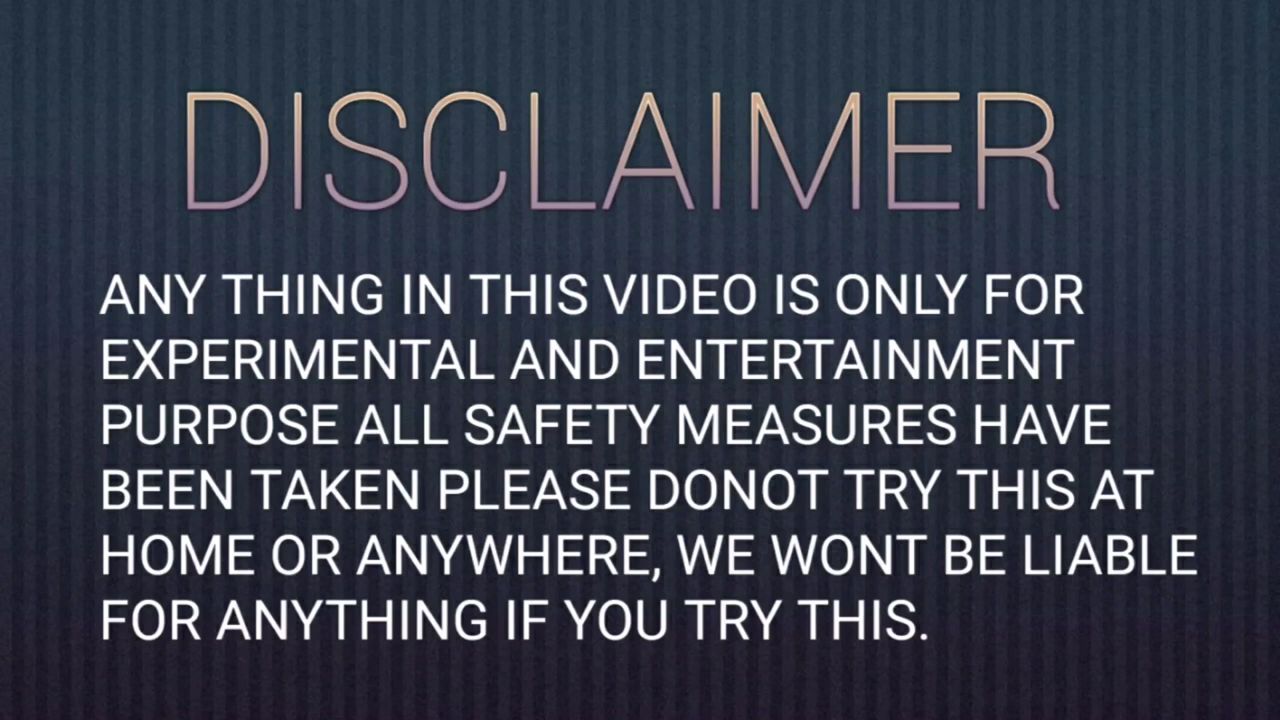 DISCLAIMER
ANY THING IN THIS VIDEO IS ONLY FOR
EXPERIMENTAL AND ENTERTAINMENT
PURPOSE ALL SAFETY MEASURES HAVE
BEEN TAKEN PLEASE DONOT TRY THIS AT
HOME OR ANYWHERE, WE WONT BE LIABLE
FOR ANYTHING IF YOU TRY THIS.